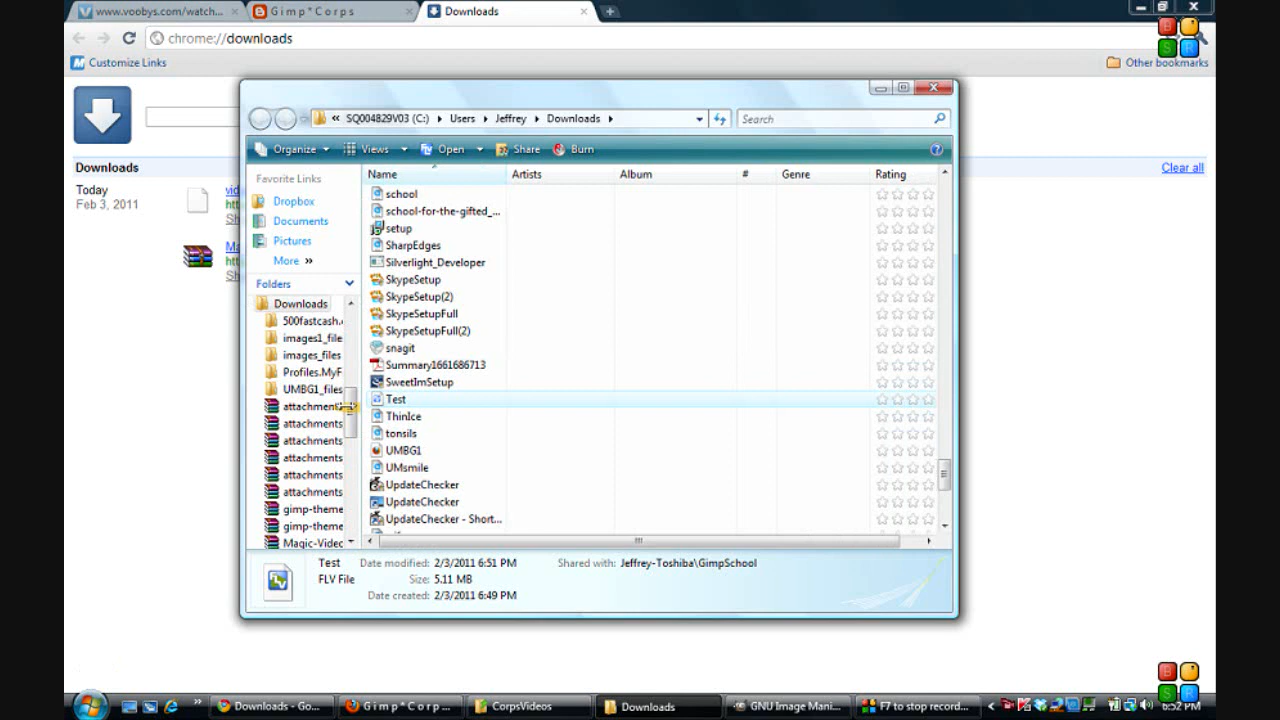 www.voobys.com/watch...
G i m p * C o r p s
Downloads
chrome://downloads
Customize Links
Other bookmarks
Downloads
Clear all
Today
Feb 3, 2011
SQ004829V03 (C:) Users Jeffrey Downloads
Search
Organize Views Open Share Burn
Favorite Links
Dropbox
Documents
Pictures
More »
Folders
Downloads
500fastcash.
images1_file
images_files
Profiles.MyF
UMBG1_files
attachments
attachments
attachments
attachments
attachments
attachments
gimp-theme
gimp-theme
Magic-Video
Name Artists Album # Genre Rating
school
school-for-the-gifted_...
setup
SharpEdges
Silverlight_Developer
SkypeSetup
SkypeSetup(2)
SkypeSetupFull
SkypeSetupFull(2)
snagit
Summary1661686713
SweetImSetup
Test
ThinIce
tonsils
UMBG1
UMsmile
UpdateChecker
UpdateChecker
UpdateChecker - Short...
Test Date modified: 2/3/2011 6:51 PM Shared with: Jeffrey-Toshiba\GimpSchool
FLV File Size: 5.11 MB
Date created: 2/3/2011 6:49 PM
Downloads - Go...
G i m p * C o r p...
CorpsVideos
Downloads
GNU Image Mani...
F7 to stop record...
6:52 PM